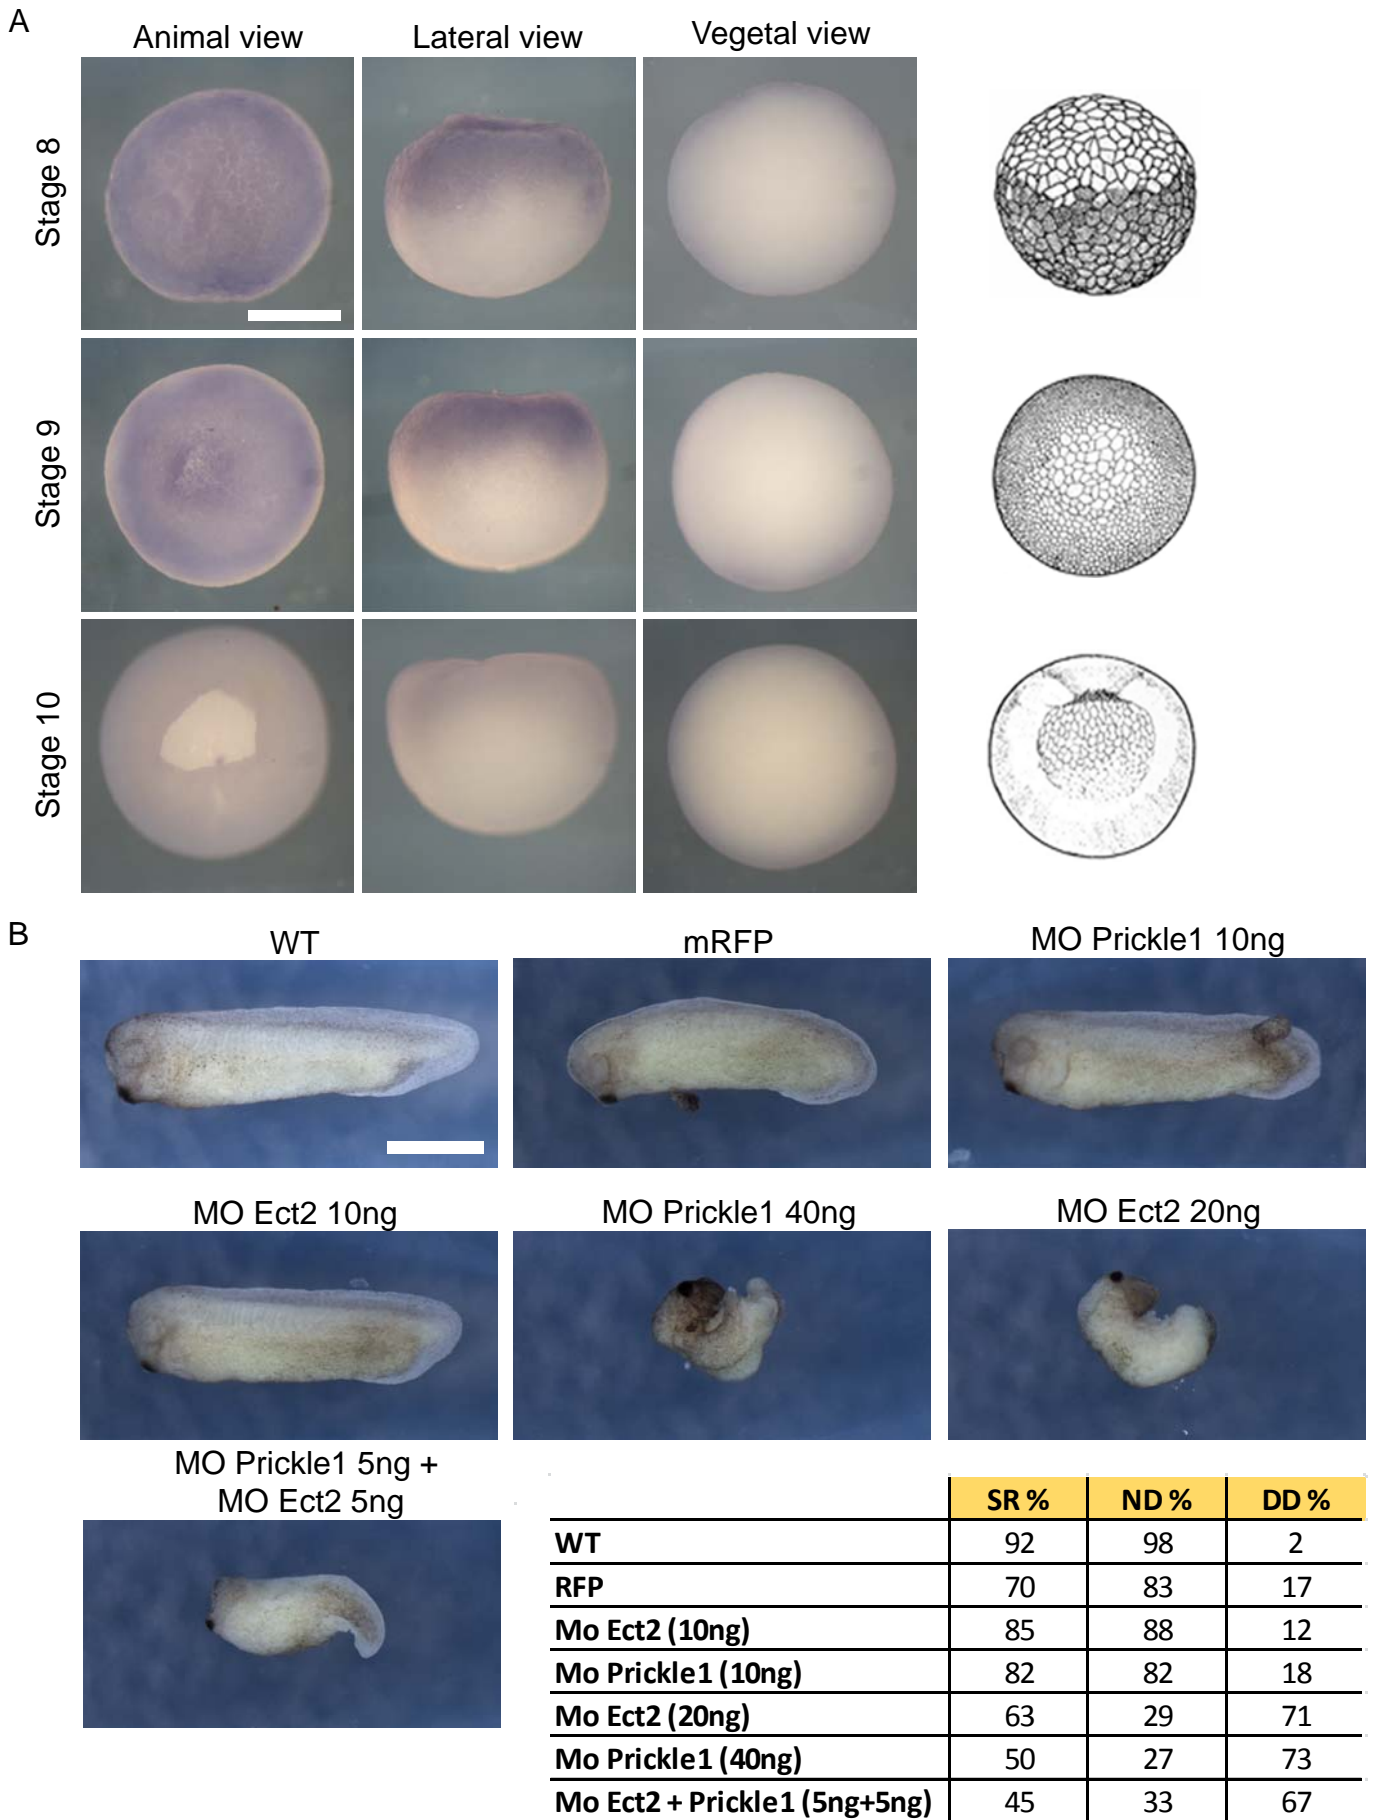 A
Animal view Lateral view Vegetal view
Stage 8
Stage 9
Stage 10
B
WT mRFP MO Prickle1 10ng
MO Ect2 10ng MO Prickle1 40ng MO Ect2 20ng
MO Prickle1 5ng +
MO Ect2 5ng
SR % ND % DD %
WT 92 98 2
RFP 70 83 17
Mo Ect2 (10ng) 85 88 12
Mo Prickle1 (10ng) 82 82 18
Mo Ect2 (20ng) 63 29 71
Mo Prickle1 (40ng) 50 27 73
Mo Ect2 + Prickle1 (5ng+5ng) 45 33 67